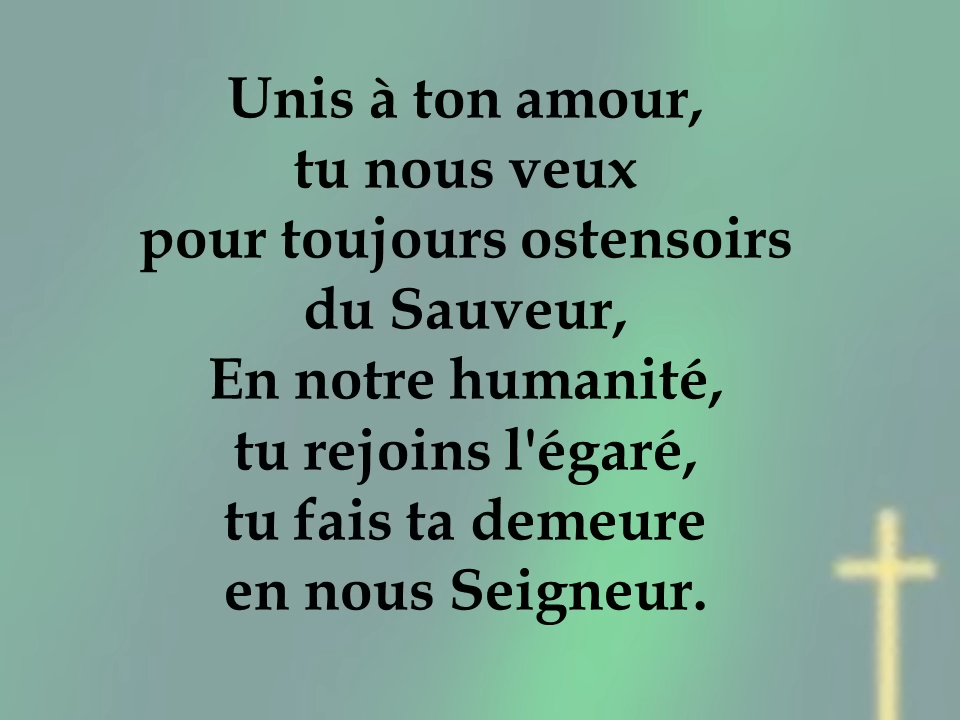 Unis à ton amour,
tu nous veux
pour toujours ostensoirs
du Sauveur,
En notre humanité,
tu rejoins l'égaré,
tu fais ta demeure
en nous Seigneur.